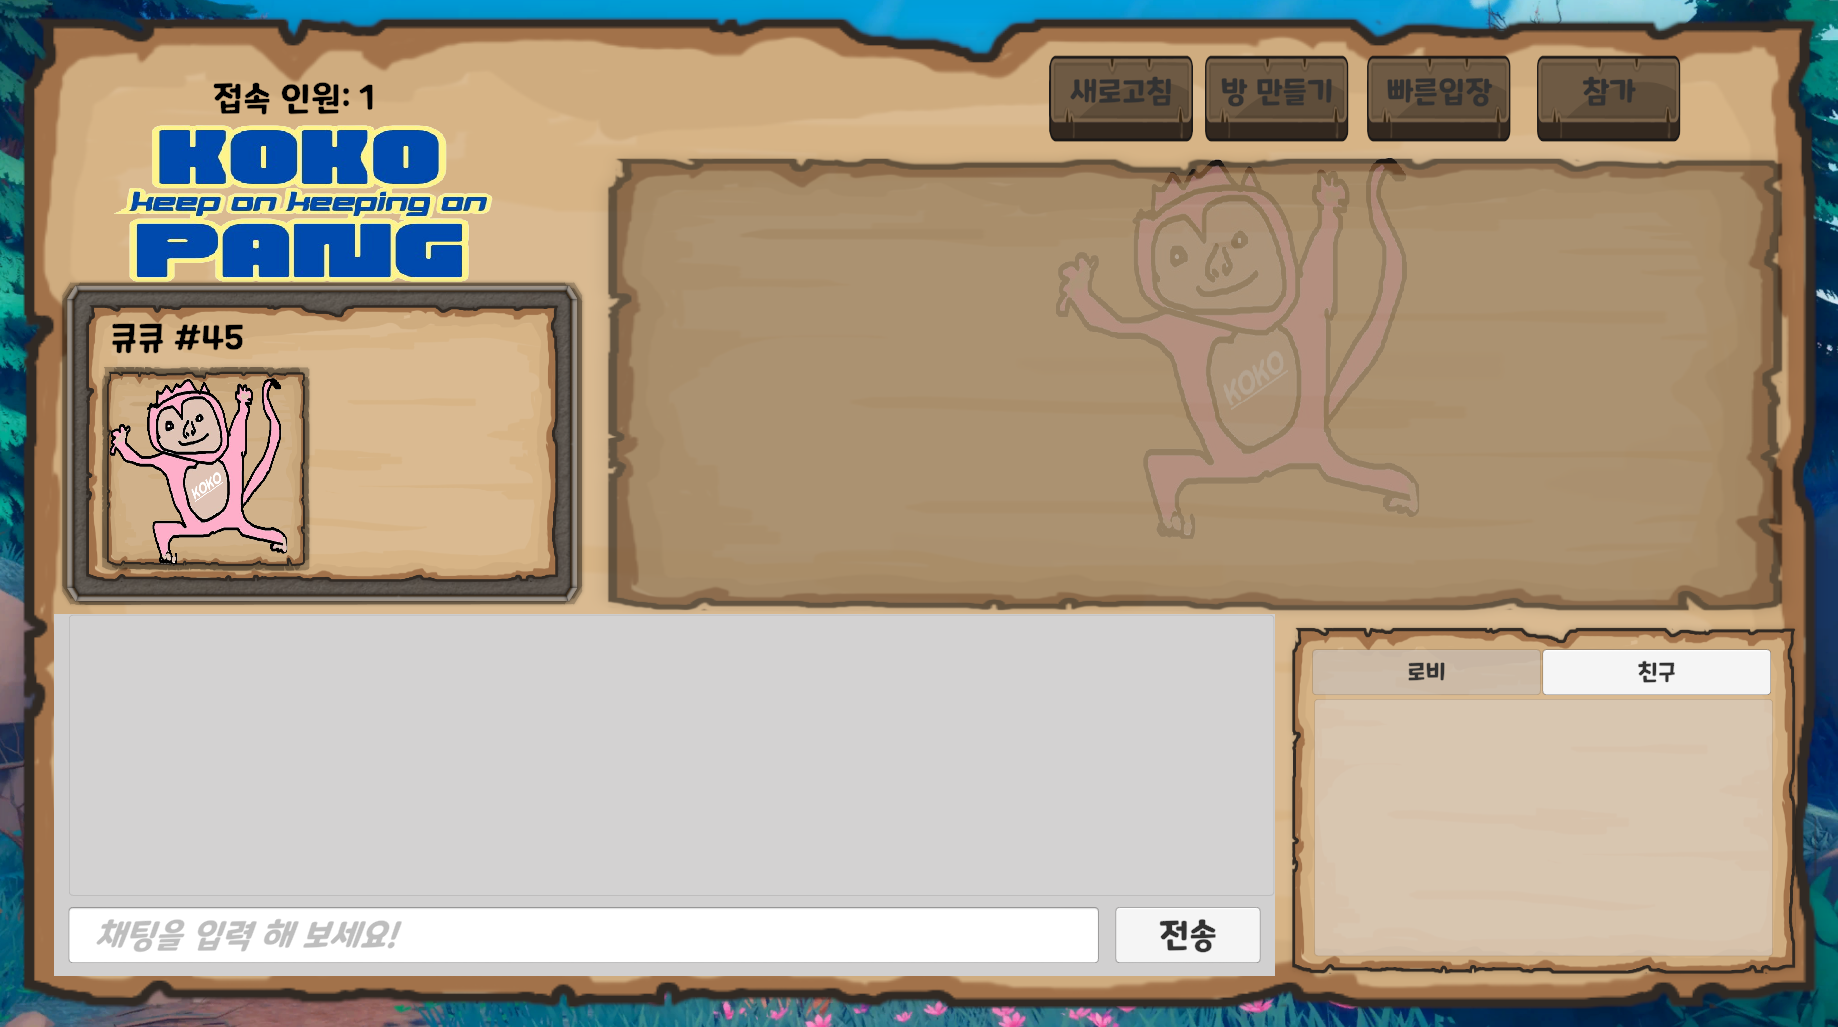 접속 인원: 1
KOKO
keep on keeping on
PANG
새로고침
방 만들기
빠른입장
참가
큐큐 #45
KOKO
KOKO
로비
친구
채팅을 입력 해 보세요!
전송